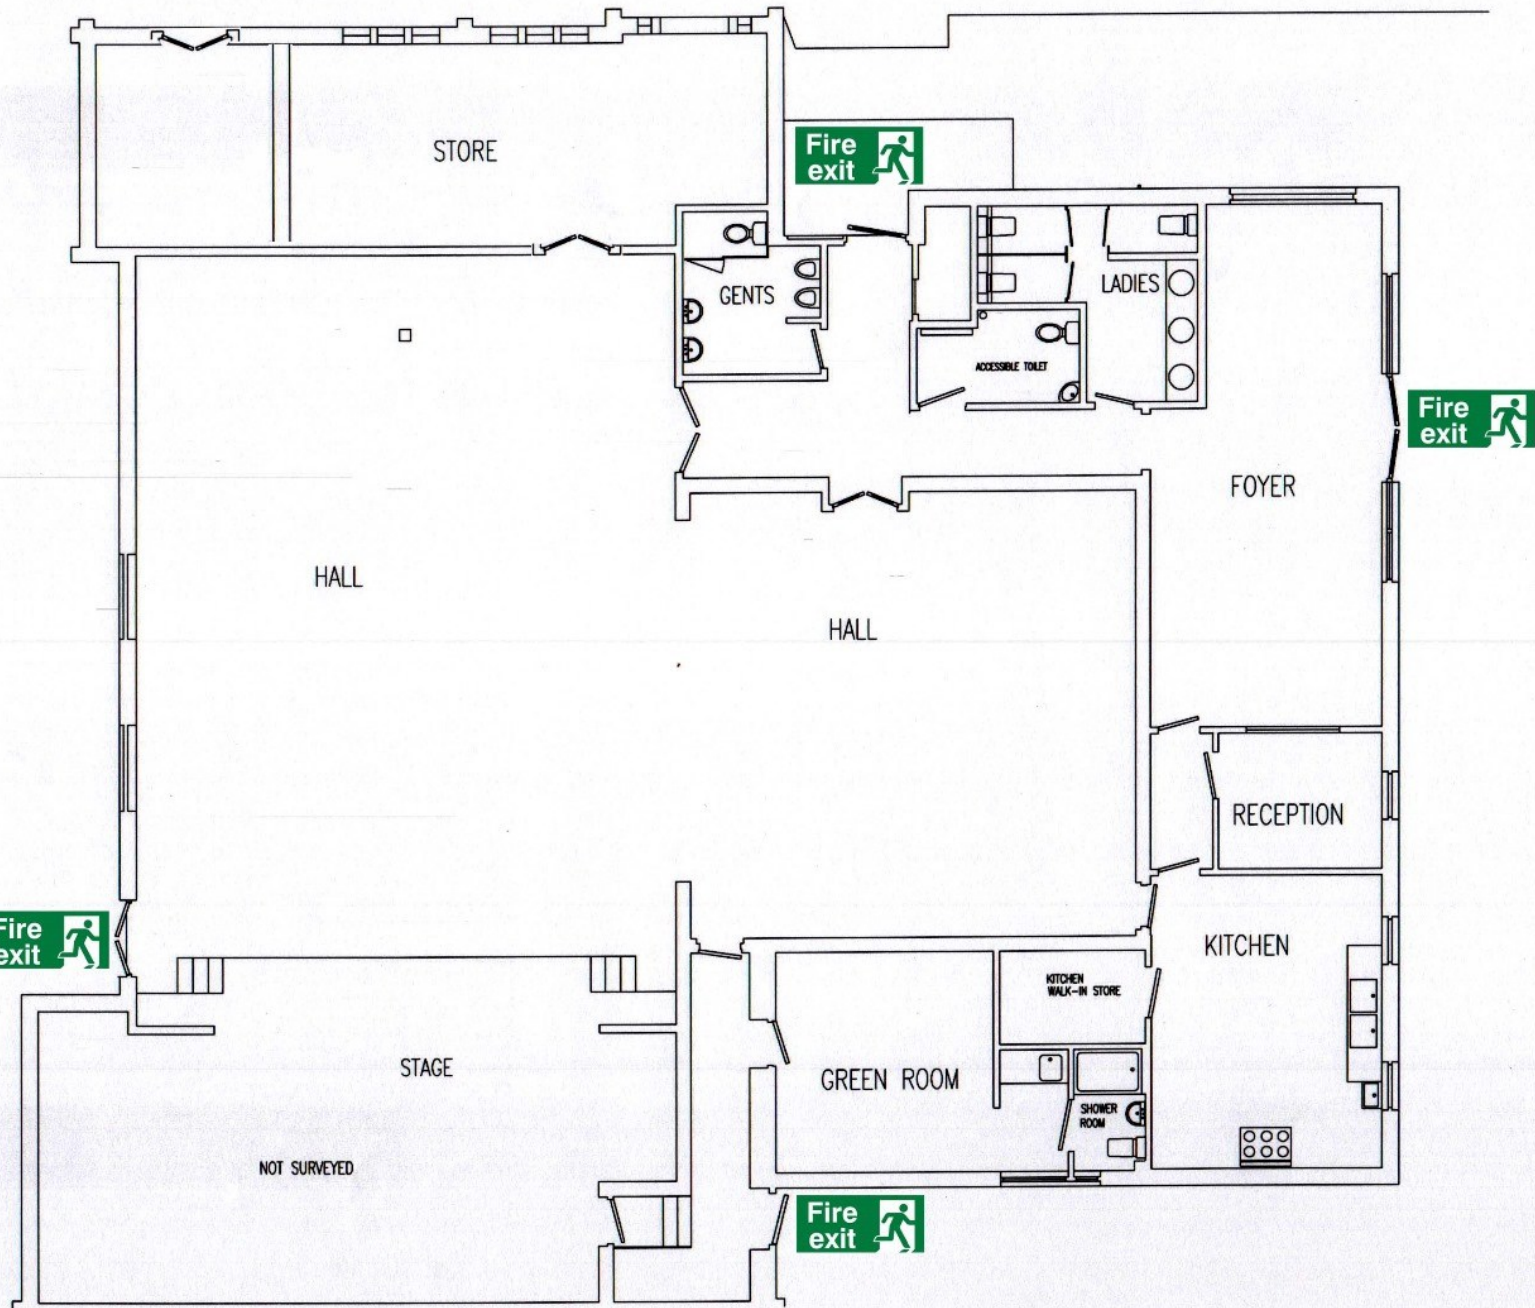 STORE
Fire
exit
GENTS
LADIES
ACCESSIBLE TOILET
Fire
exit
FOYER
HALL
HALL
RECEPTION
Fire
exit
KITCHEN
KITCHEN
WALK-IN STORE
STAGE
GREEN ROOM
SHOWER
ROOM
NOT SURVEYED
Fire
exit